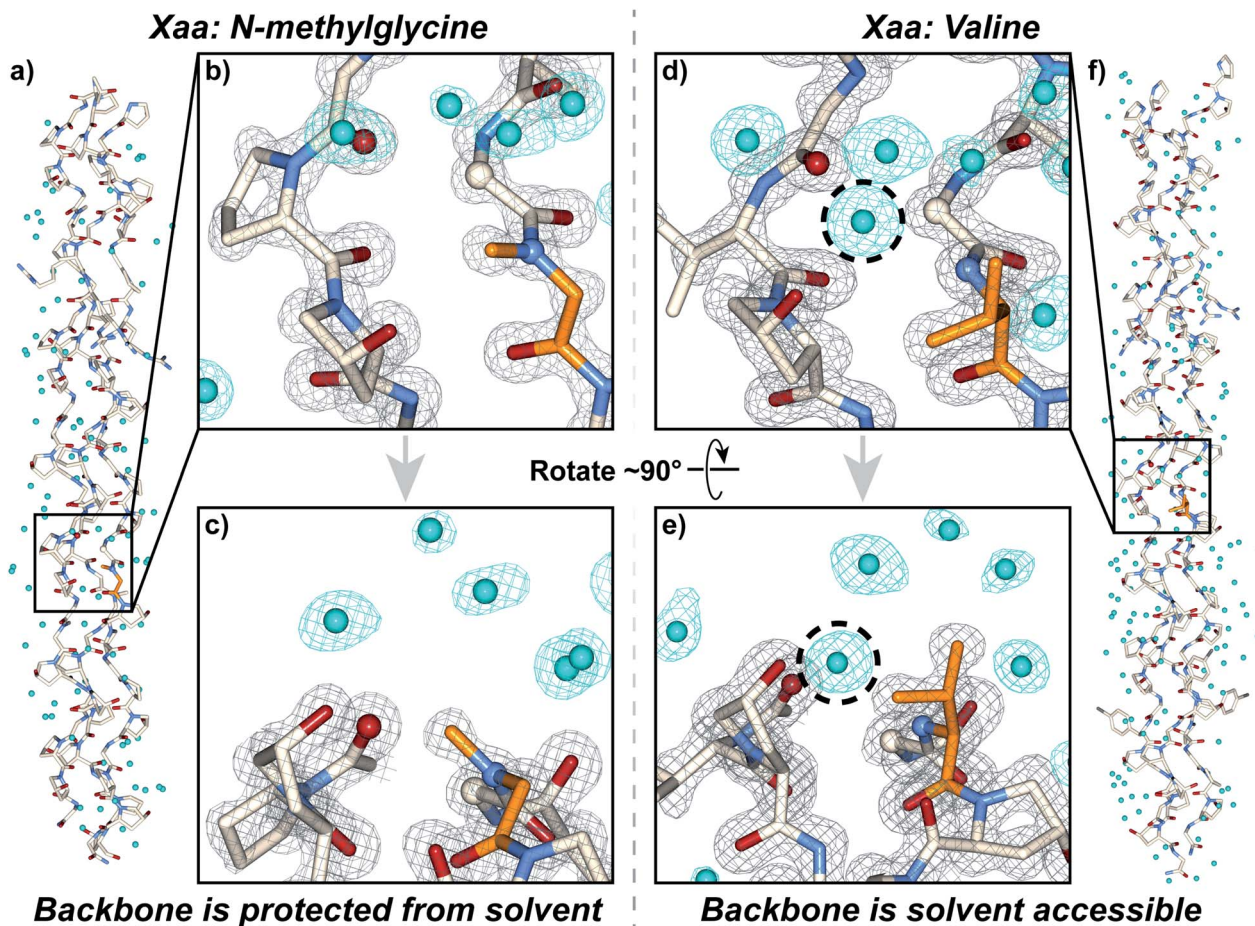 Xaa: N-methylglycine
Xaa: Valine
a)
b)
d)
f)
Rotate ~90°
c)
e)
Backbone is protected from solvent
Backbone is solvent accessible